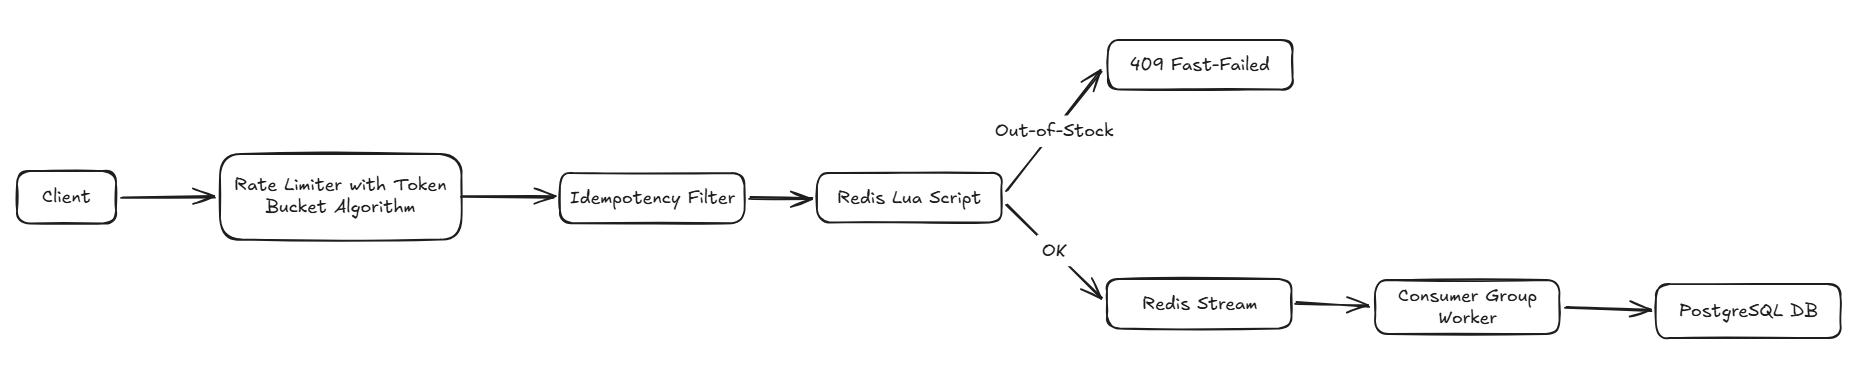 Client
Rate Limiter with Token
Bucket Algorithm
Idempotency Filter
Redis Lua Script
Out-of-Stock
409 Fast-Failed
OK
Redis Stream
Consumer Group
Worker
PostgreSQL DB